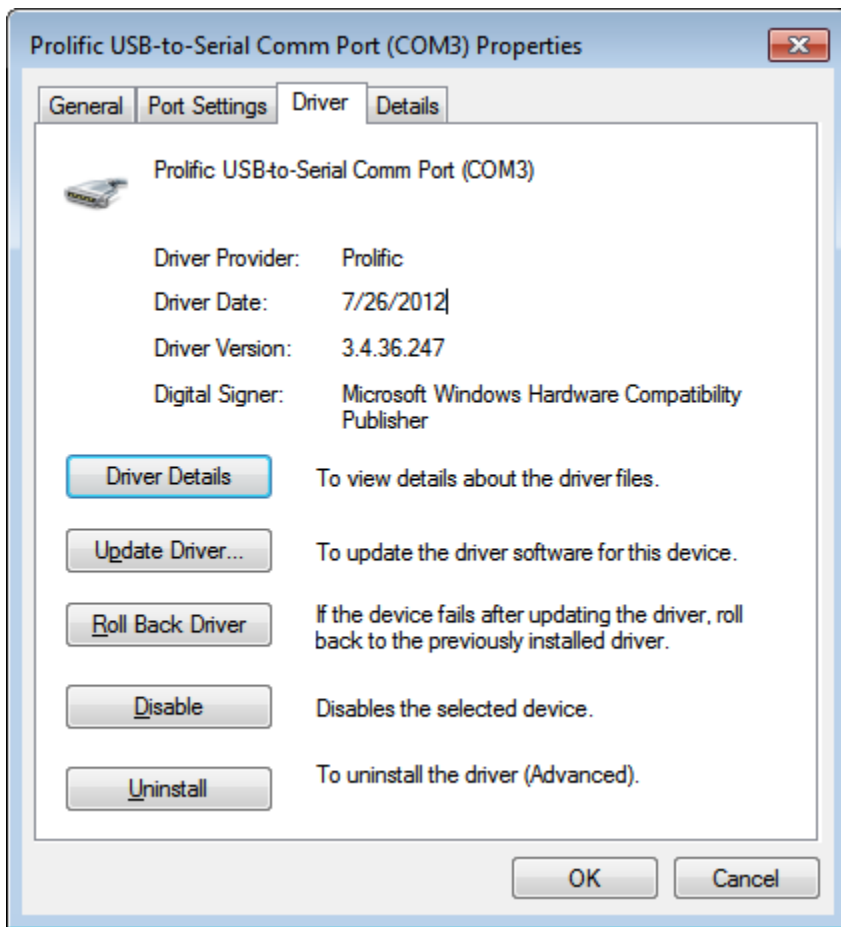 Prolific USB-to-Serial Comm Port (COM3) Properties
General Port Settings Driver Details
Prolific USB-to-Serial Comm Port (COM3)
Driver Provider: Prolific
Driver Date: 7/26/2012
Driver Version: 3.4.36.247
Digital Signer: Microsoft Windows Hardware Compatibility
Publisher
Driver Details To view details about the driver files.
Update Driver... To update the driver software for this device.
Roll Back Driver If the device fails after updating the driver, roll
back to the previously installed driver.
Disable Disables the selected device.
Uninstall To uninstall the driver (Advanced).
OK Cancel